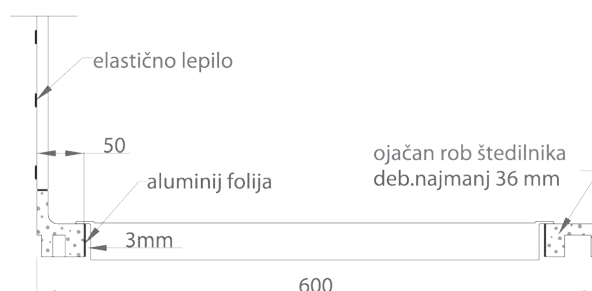 elastično lepilo
50
ojačan rob štedilnika
aluminij folija
deb.najmanj 36 mm
3mm
600